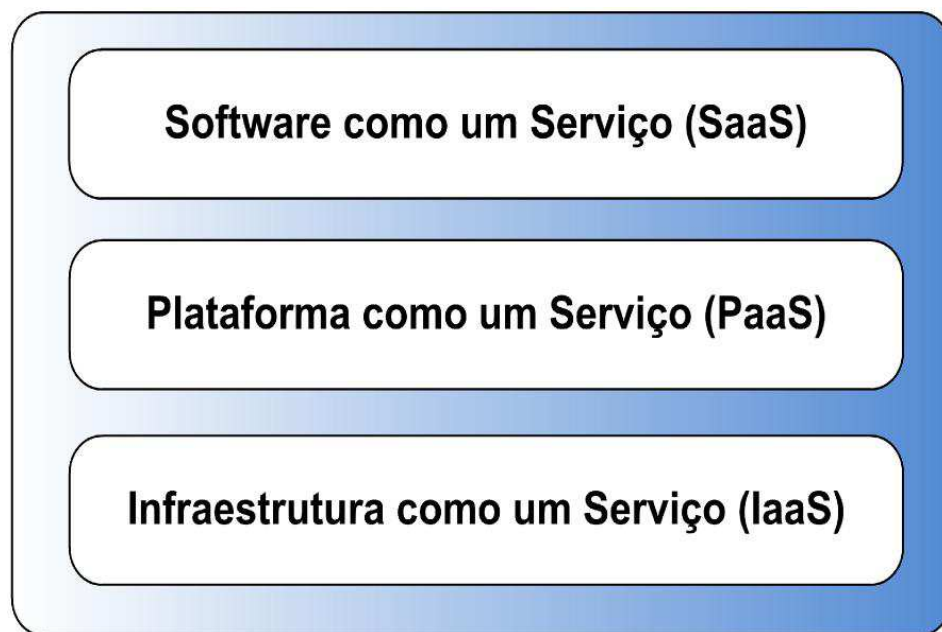 Software como um Serviço (SaaS)
Plataforma como um Serviço (PaaS)
Infraestrutura como um Serviço (IaaS)